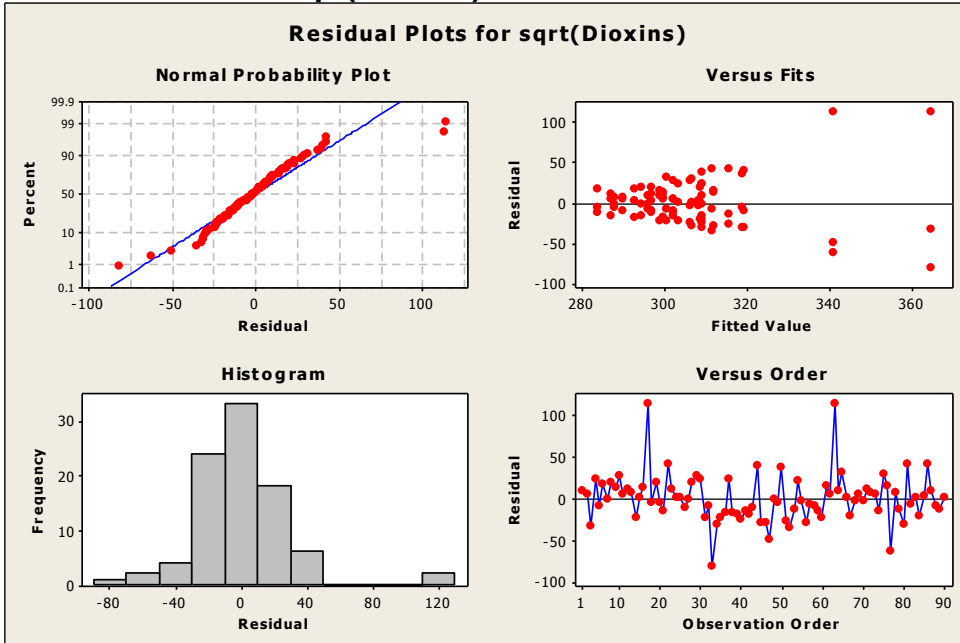 Residual Plots for sqrt(Dioxins)
Normal Probability Plot
99.9
99
90
50
10
1
0.1
Percent
-100 -50 0 50 100
Residual
Versus Fits
100
50
0
-50
-100
Residual
280 300 320 340 360
Fitted Value
Histogram
30
20
10
0
Frequency
-80 -40 0 40 80 120
Residual
Versus Order
100
50
0
-50
-100
Residual
1 10 20 30 40 50 60 70 80 90
Observation Order